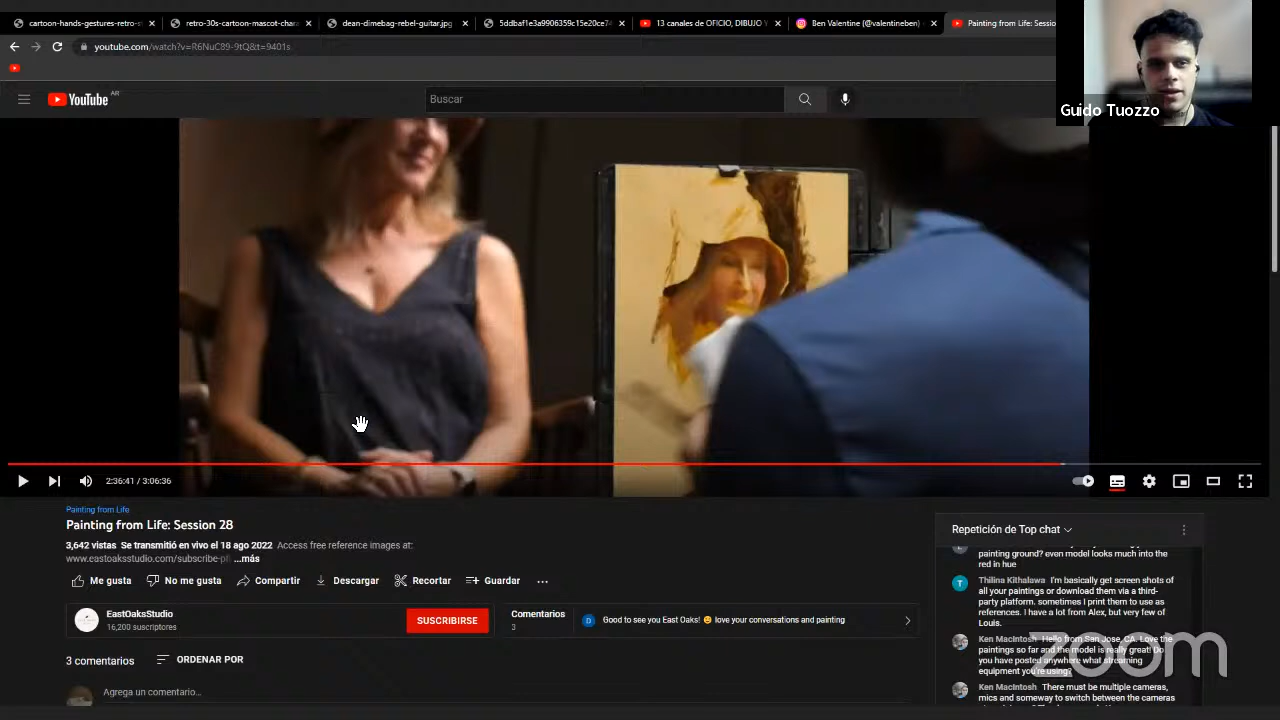 cartoon-hands-gestures-retro-s
retro-30s-cartoon-mascot-chara
dean-dimebag-rebel-guitar.jpg
5ddbaf1e3a9906359c15e20ce74
13 canales de OFICIO, DIBUJO Y
Ben Valentine (@valentineben)
Painting from Life: Sessio
youtube.com/watch?v=R6NuC89-9tQ&t=9401s
YouTube AR
Buscar
Guido Tuozzo
2:36:41 / 3:06:36
Painting from Life
Painting from Life: Session 28
3,642 vistas Se transmitió en vivo el 18 ago 2022 Access free reference images at:
www.eastoaksstudio.com/subscribe-pl ...más
Me gusta
No me gusta
Compartir
Descargar
Recortar
Guardar
EastOaksStudio
16,200 suscriptores
SUSCRIBIRSE
Comentarios
3
Good to see you East Oaks! love your conversations and painting
3 comentarios
ORDENAR POR
Agrega un comentario...
Repetición de Top chat
painting ground? even model looks much into the
red in hue
Thilina Kithalawa I'm basically get screen shots of
all your paintings or download them via a third-
party platform. sometimes I print them to use as
references. I have a lot from Alex, but very few of
Louis.
Ken MacIntosh Hello from San Jose, CA. Love the
paintings so far and the model is really great! Do
you have posted anywhere what streaming
equipment you're using?
Ken MacIntosh There must be multiple cameras,
mics and someway to switch between the cameras
zoom